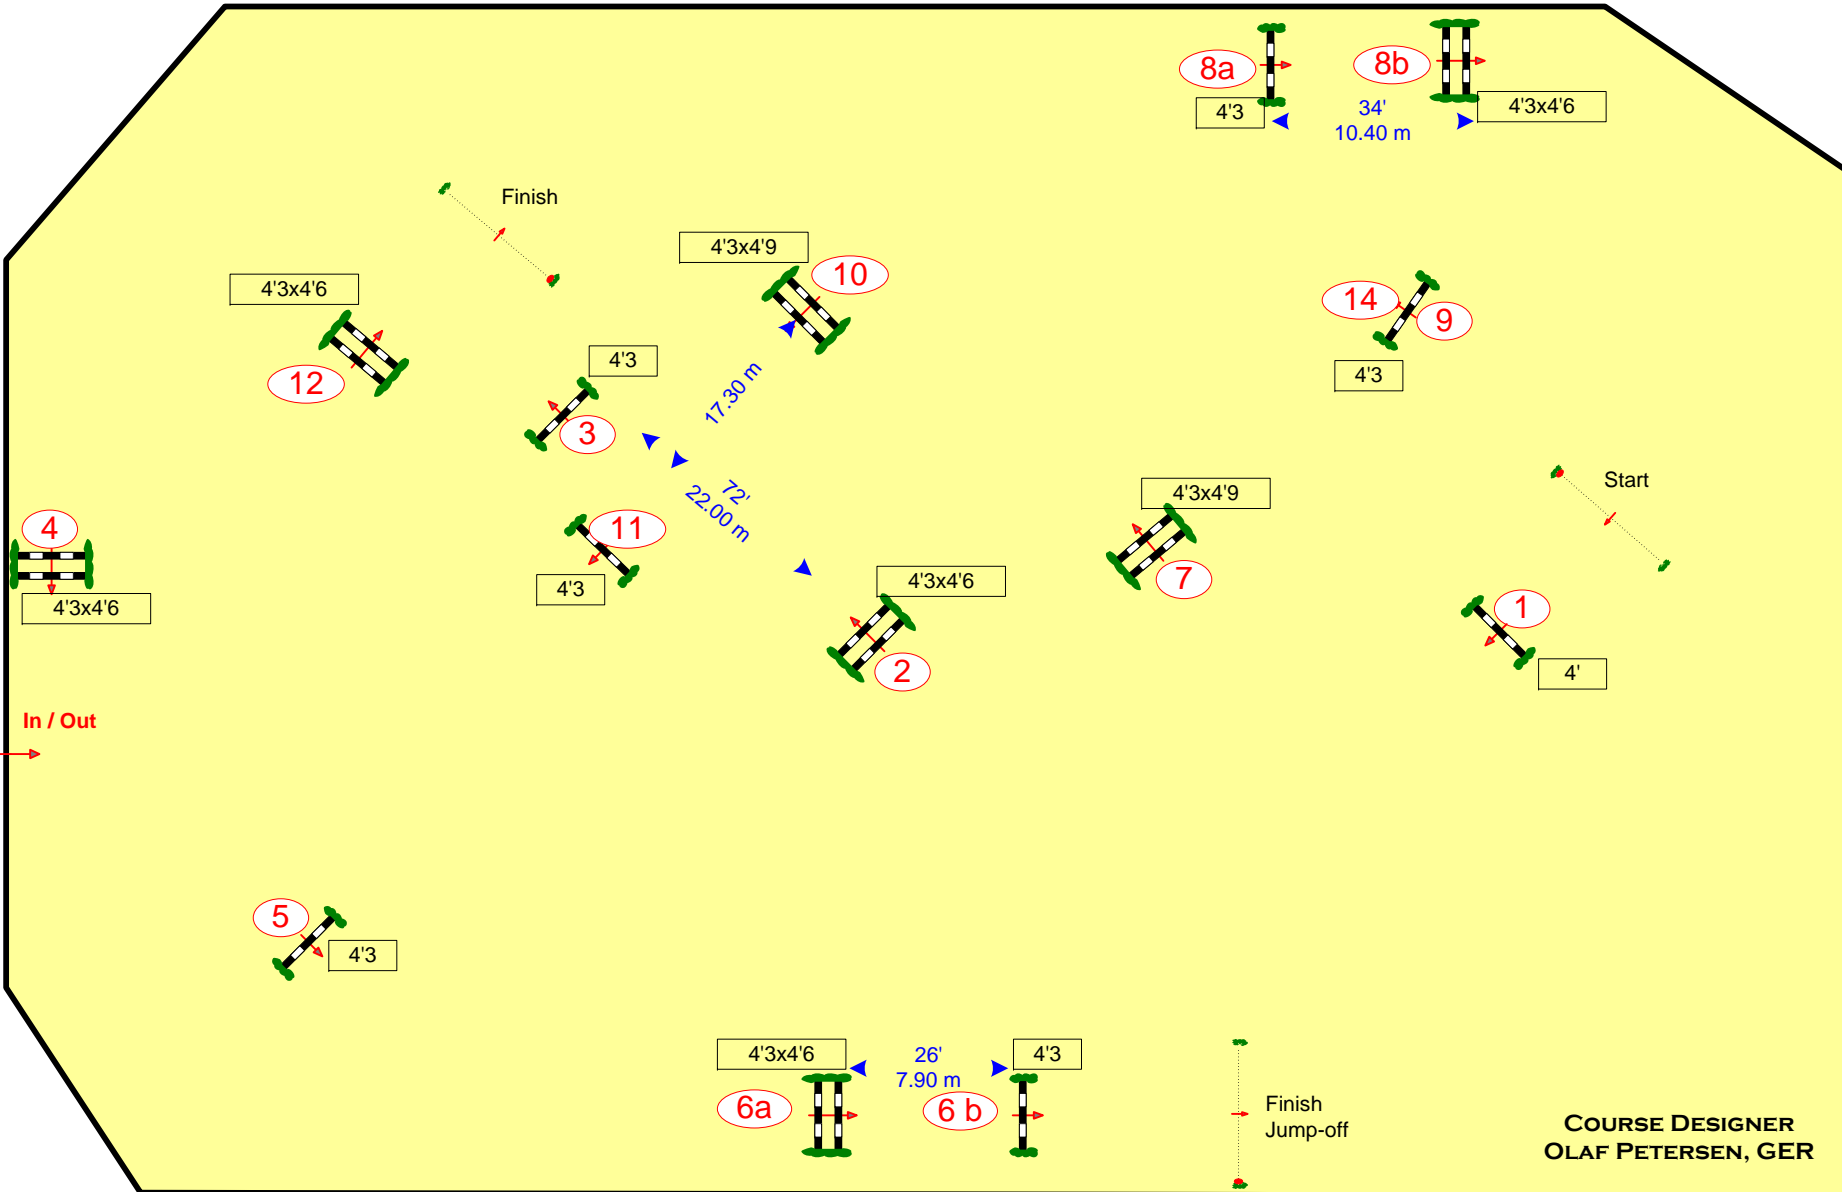 8a
8b
4'3
34'
10.40 m
4'3x4'6
Finish
4'3x4'9
10
4'3x4'6
12
14
9
4'3
4'3
3
17.30 m
72'
22.00 m
Start
4'3x4'9
7
4
4'3x4'6
11
4'3
4'3x4'6
2
1
4'
In / Out
5
4'3
4'3x4'6
26'
7.90 m
4'3
6a
6 b
Finish
Jump-off
COURSE DESIGNER
OLAF PETERSEN, GER